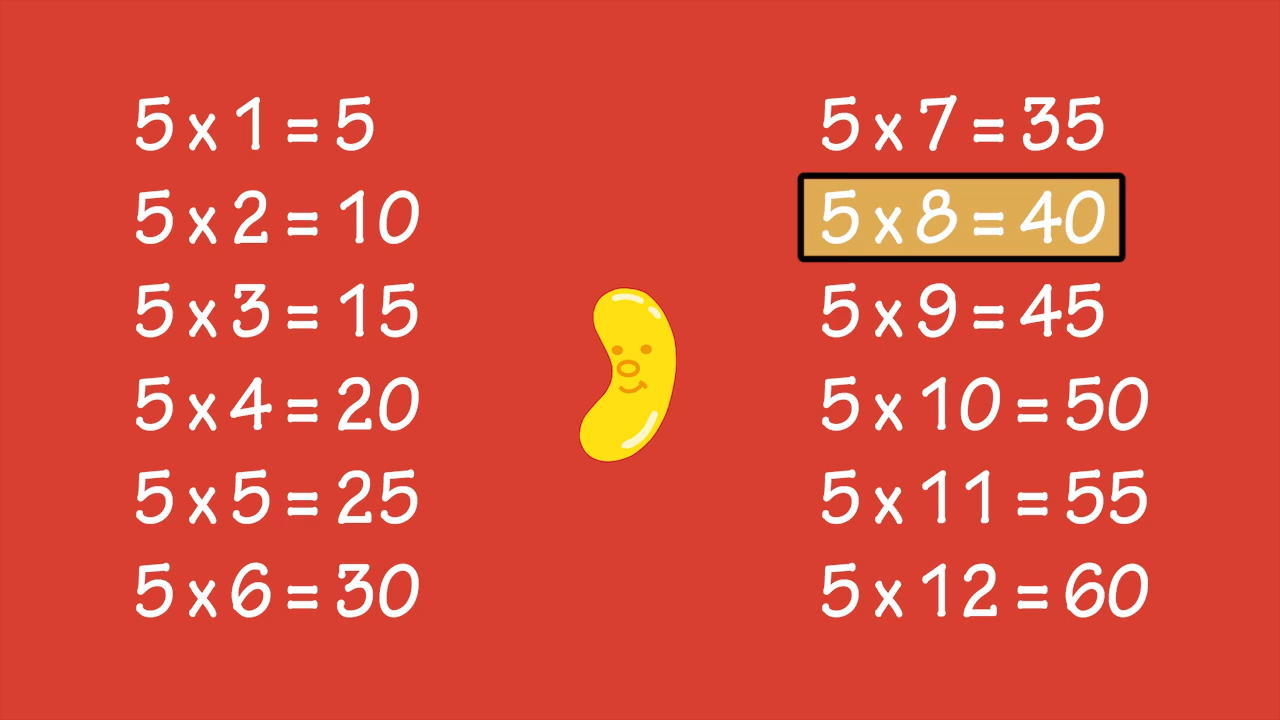 5 x 1 = 5
5 x 2 = 10
5 x 3 = 15
5 x 4 = 20
5 x 5 = 25
5 x 6 = 30
5 x 7 = 35
5 x 8 = 40
5 x 9 = 45
5 x 10 = 50
5 x 11 = 55
5 x 12 = 60